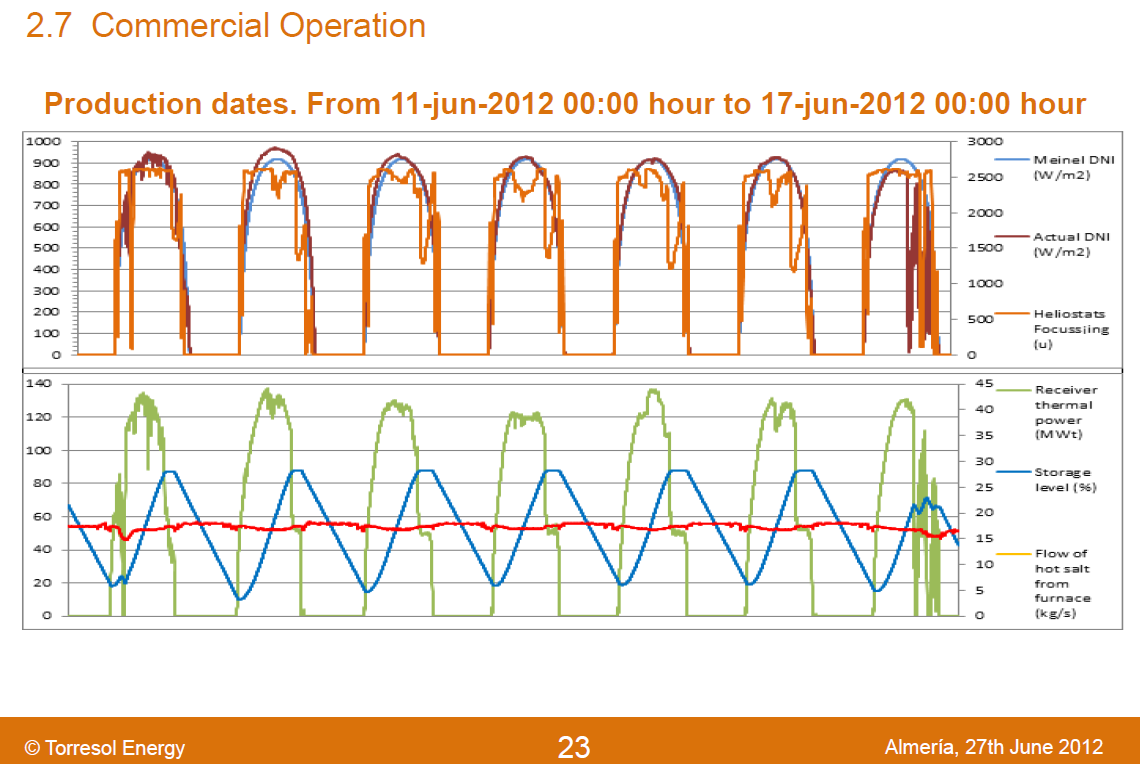 2.7 Commercial Operation
Production dates. From 11-jun-2012 00:00 hour to 17-jun-2012 00:00 hour
1000
900
800
700
600
500
400
300
200
100
0
3000
2500
2000
1500
1000
500
0
Meinel DNI
(W/m2)
Actual DNI
(W/m2)
Heliostats
Focuss¡ing
(u)
140
120
100
80
60
40
20
0
45
40
35
30
25
20
15
10
5
0
Receiver
thermal
power
(MWt)
Storage
level (%)
Flow of
hot salt
from
furnace
(kg/s)
© Torresol Energy
23
Almería, 27th June 2012